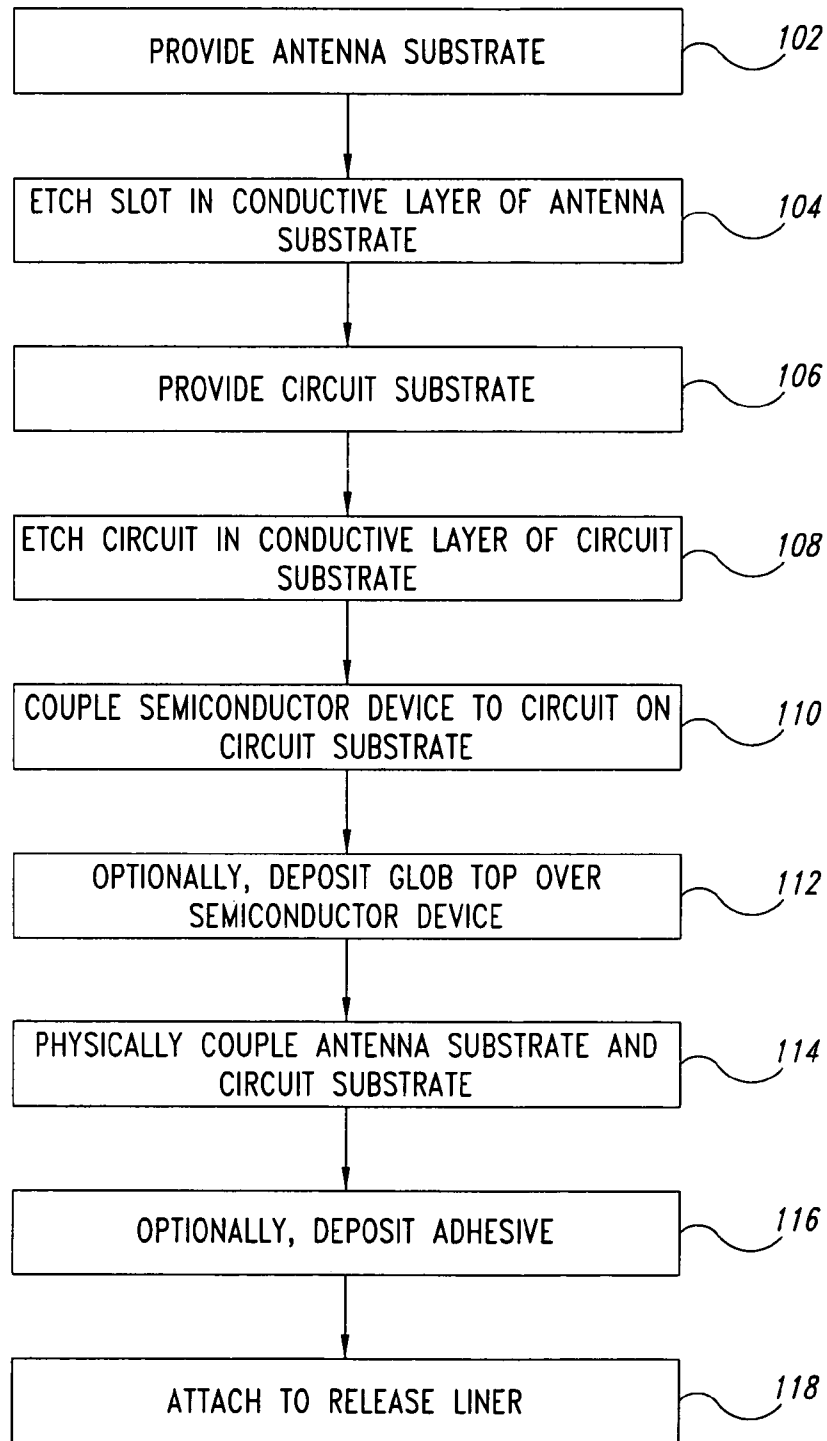 PROVIDE ANTENNA SUBSTRATE
102
ETCH SLOT IN CONDUCTIVE LAYER OF ANTENNA
SUBSTRATE
104
PROVIDE CIRCUIT SUBSTRATE
106
ETCH CIRCUIT IN CONDUCTIVE LAYER OF CIRCUIT
SUBSTRATE
108
COUPLE SEMICONDUCTOR DEVICE TO CIRCUIT ON
CIRCUIT SUBSTRATE
110
OPTIONALLY, DEPOSIT GLOB TOP OVER
SEMICONDUCTOR DEVICE
112
PHYSICALLY COUPLE ANTENNA SUBSTRATE AND
CIRCUIT SUBSTRATE
114
OPTIONALLY, DEPOSIT ADHESIVE
116
ATTACH TO RELEASE LINER
118